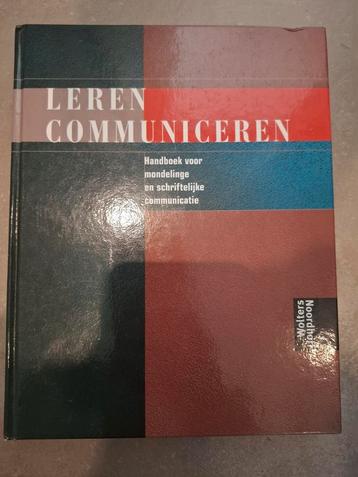 LEREN
COMMUNICEREN
Handboek voor
mondelinge
en schriftelijke
communicatie
Wolters
Noordhoff